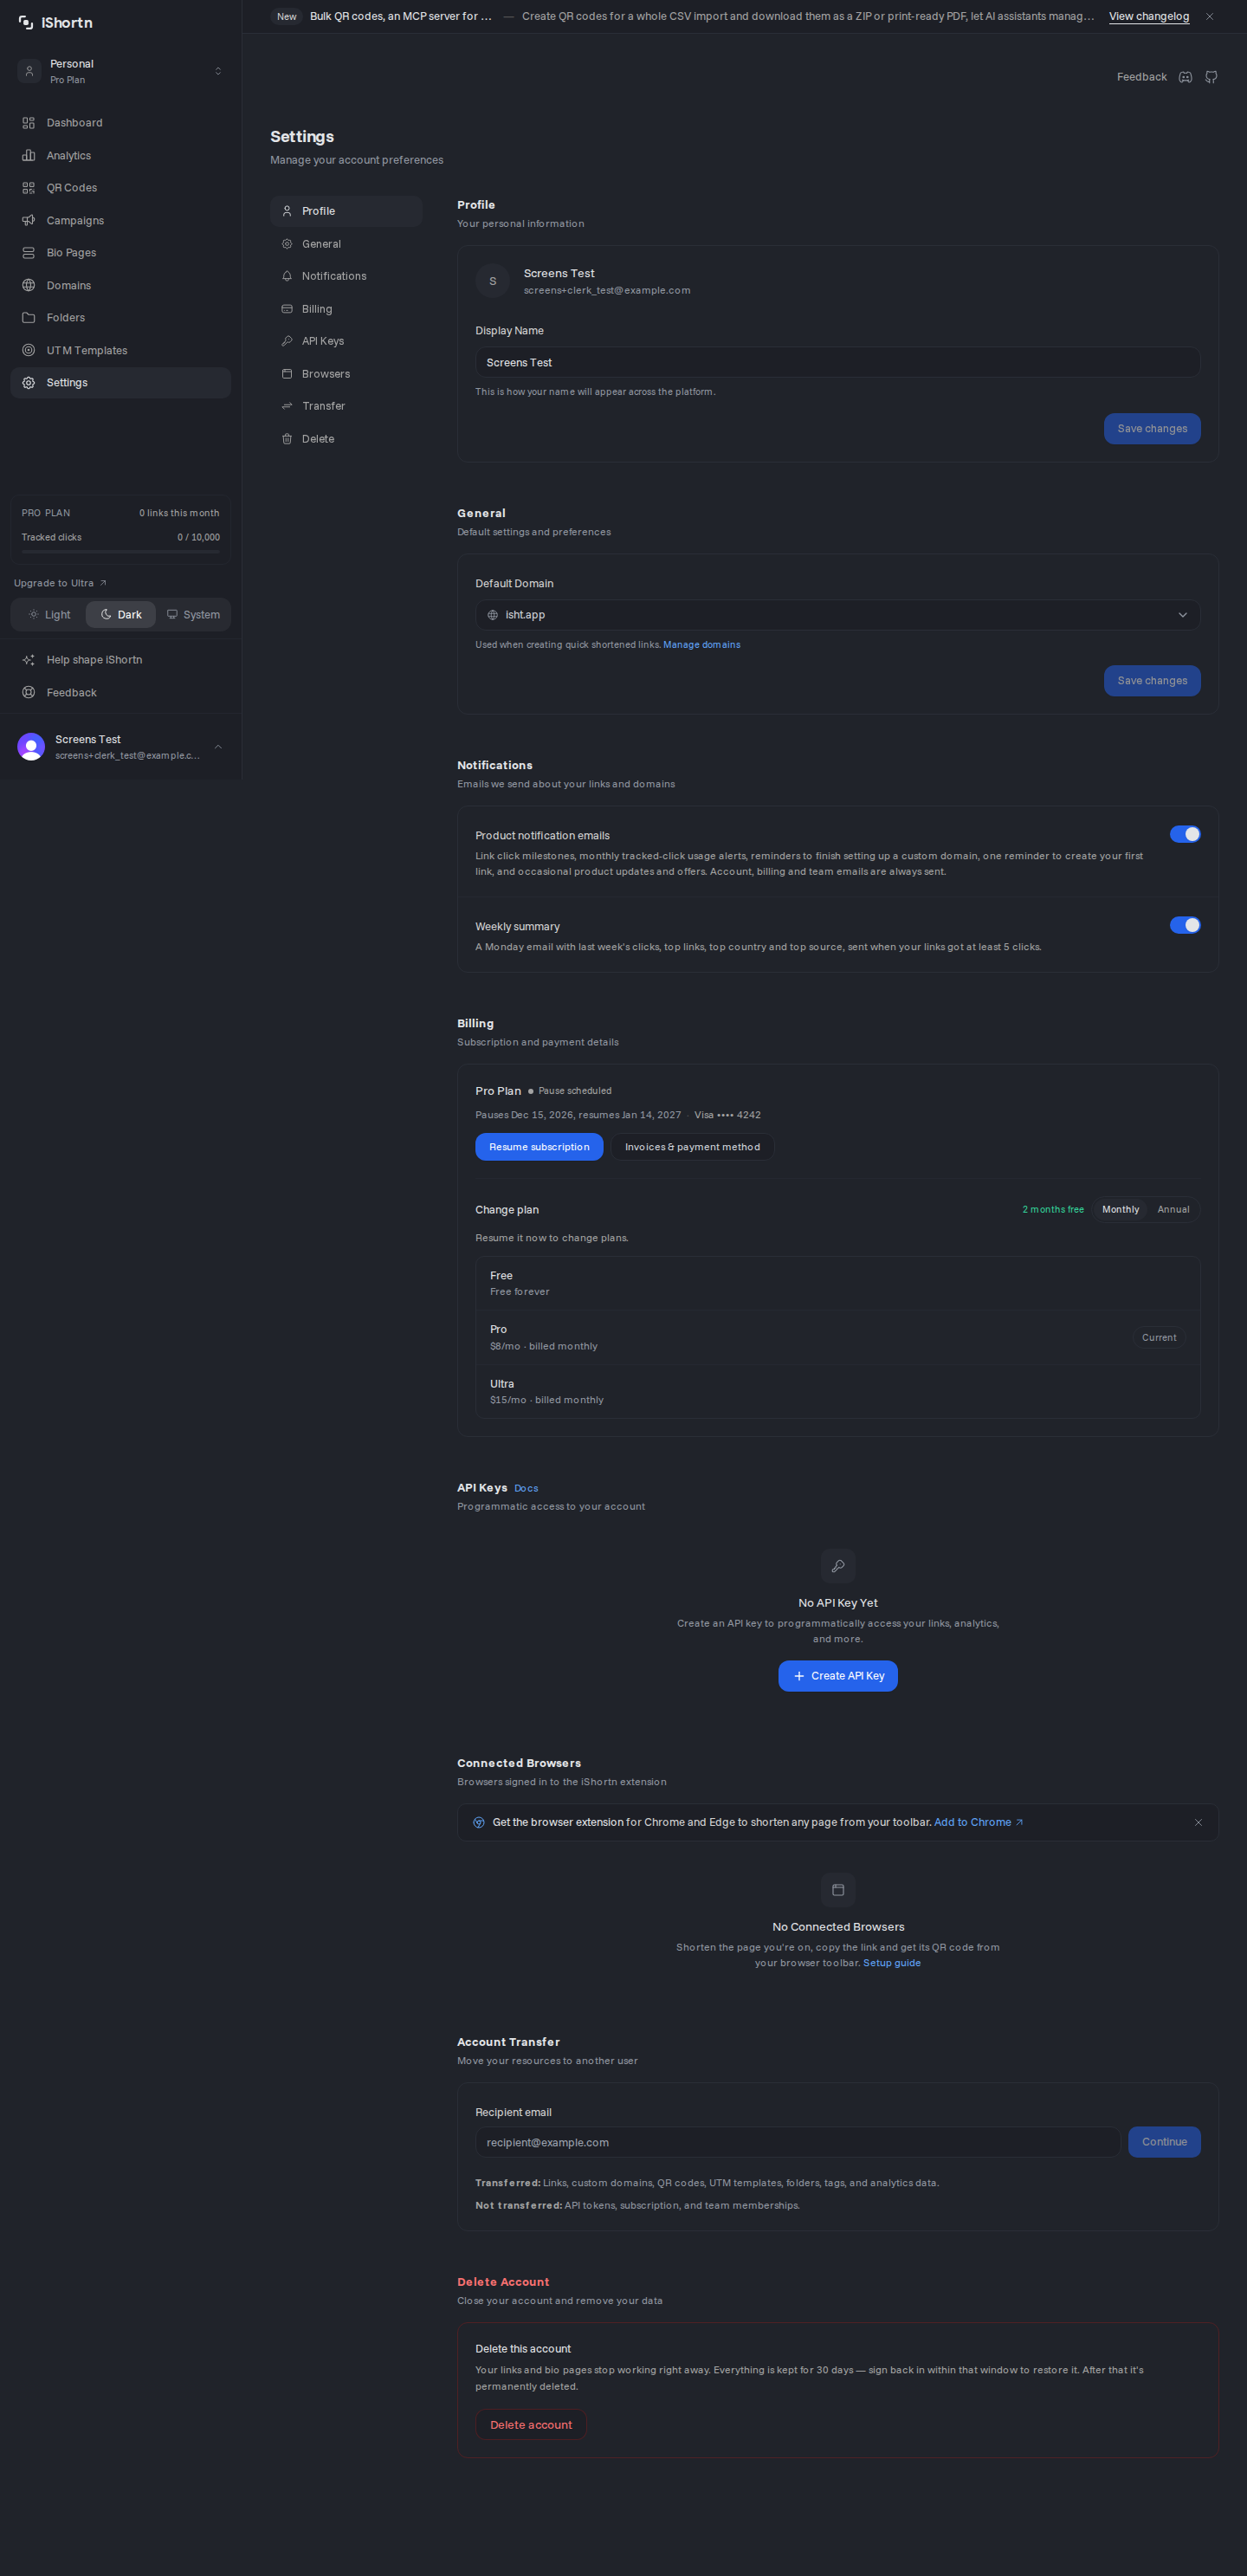 iShortn
Personal
Pro Plan
Dashboard
Analytics
QR Codes
Campaigns
Bio Pages
Domains
Folders
UTM Templates
Settings
PRO PLAN 0 links this month
Tracked clicks 0 / 10,000
Upgrade to Ultra
Light Dark System
Help shape iShortn
Feedback
Screens Test
screens+clerk_test@example.c...
New Bulk QR codes, an MCP server for ... — Create QR codes for a whole CSV import and download them as a ZIP or print-ready PDF, let AI assistants manag... View changelog
Feedback
Settings
Manage your account preferences
Profile
General
Notifications
Billing
API Keys
Browsers
Transfer
Delete
Profile
Your personal information
S
Screens Test
screens+clerk_test@example.com
Display Name
Screens Test
This is how your name will appear across the platform.
Save changes
General
Default settings and preferences
Default Domain
isht.app
Used when creating quick shortened links. Manage domains
Save changes
Notifications
Emails we send about your links and domains
Product notification emails
Link click milestones, monthly tracked-click usage alerts, reminders to finish setting up a custom domain, one reminder to create your first
link, and occasional product updates and offers. Account, billing and team emails are always sent.
Weekly summary
A Monday email with last week's clicks, top links, top country and top source, sent when your links got at least 5 clicks.
Billing
Subscription and payment details
Pro Plan Pause scheduled
Pauses Dec 15, 2026, resumes Jan 14, 2027 · Visa •••• 4242
Resume subscription Invoices & payment method
Change plan 2 months free Monthly Annual
Resume it now to change plans.
Free
Free forever
Pro
$8/mo · billed monthly
Current
Ultra
$15/mo · billed monthly
API Keys Docs
Programmatic access to your account
No API Key Yet
Create an API key to programmatically access your links, analytics,
and more.
Create API Key
Connected Browsers
Browsers signed in to the iShortn extension
Get the browser extension for Chrome and Edge to shorten any page from your toolbar. Add to Chrome
No Connected Browsers
Shorten the page you're on, copy the link and get its QR code from
your browser toolbar. Setup guide
Account Transfer
Move your resources to another user
Recipient email
recipient@example.com
Continue
Transferred: Links, custom domains, QR codes, UTM templates, folders, tags, and analytics data.
Not transferred: API tokens, subscription, and team memberships.
Delete Account
Close your account and remove your data
Delete this account
Your links and bio pages stop working right away. Everything is kept for 30 days — sign back in within that window to restore it. After that it's
permanently deleted.
Delete account